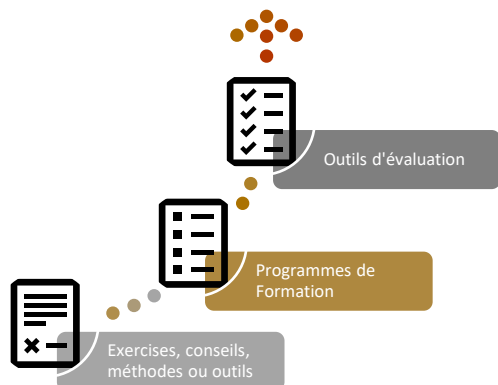 Outils d'évaluation
Programmes de
Formation
Exercises, conseils,
méthodes ou outils